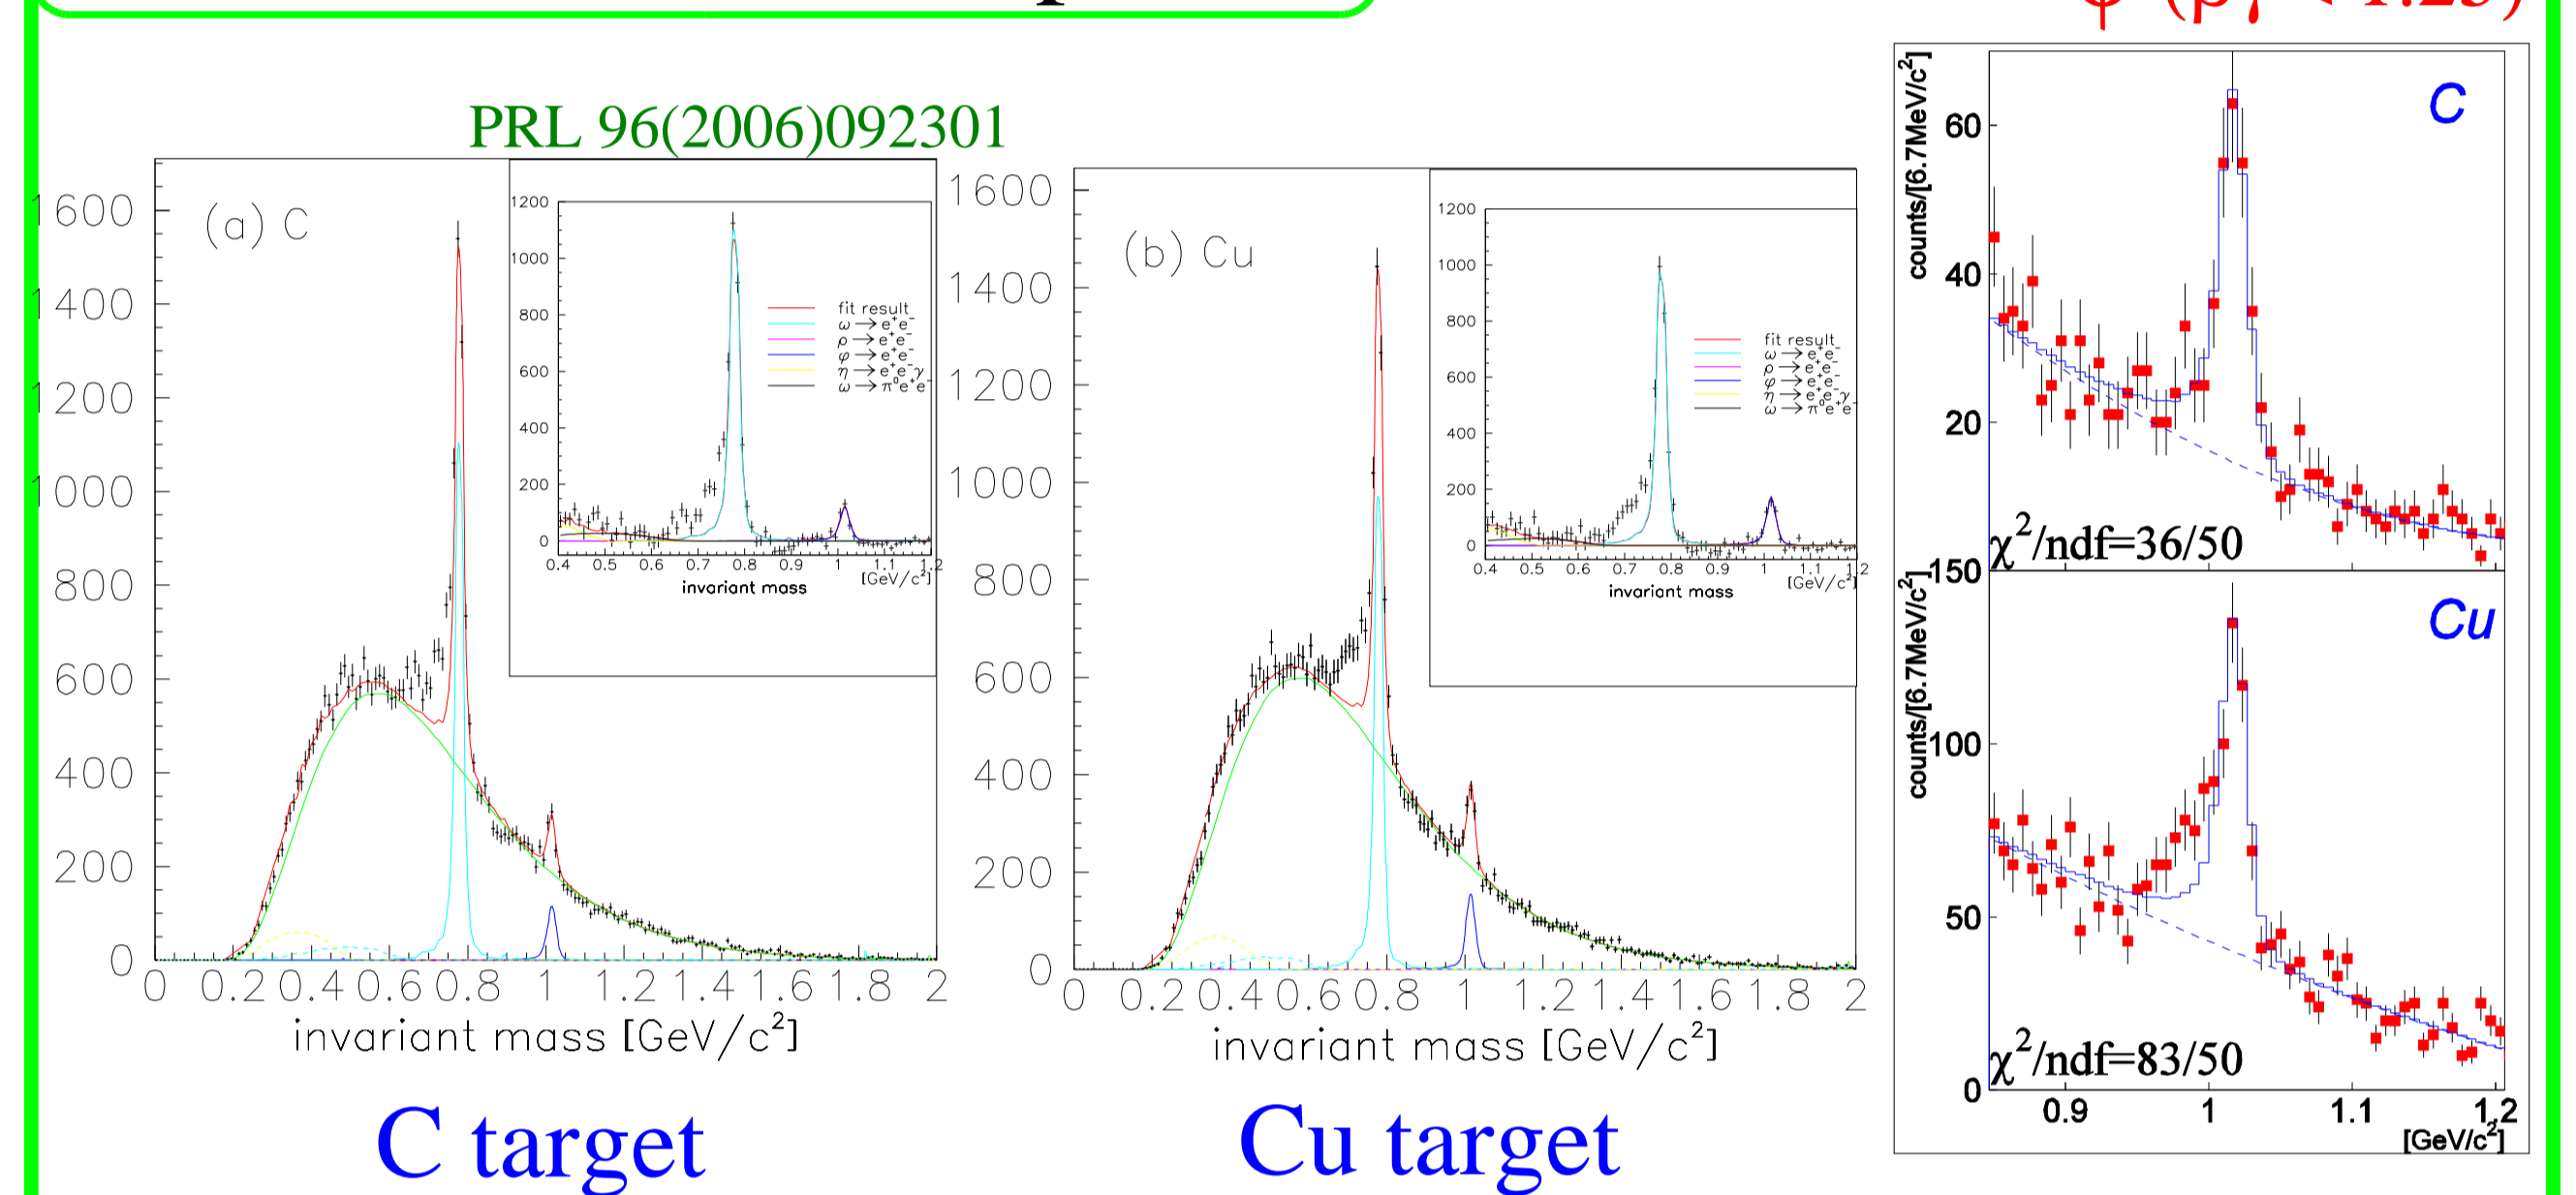 φ (βγ < 1.25)
PRL 96(2006)092301
(a) C
1600
1400
1200
1000
800
600
400
200
0
0 0.2 0.4 0.6 0.8 1 1.2 1.4 1.6 1.8 2
invariant mass [GeV/c²]
1200
1000
800
600
400
200
0
0.4 0.5 0.6 0.7 0.8 0.9 1 1.1 1.2
invariant mass [GeV/c²]
fit result
ω→e⁺e⁻
ρ→e⁺e⁻
φ→e⁺e⁻
η→e⁺e⁻γ
ω→π⁰e⁺e⁻
C target
(b) Cu
1600
1400
1200
1000
800
600
400
200
0
0 0.2 0.4 0.6 0.8 1 1.2 1.4 1.6 1.8 2
invariant mass [GeV/c²]
1200
1000
800
600
400
200
0
0.4 0.5 0.6 0.7 0.8 0.9 1 1.1 1.2
invariant mass [GeV/c²]
fit result
ω→e⁺e⁻
ρ→e⁺e⁻
φ→e⁺e⁻
η→e⁺e⁻γ
ω→π⁰e⁺e
Cu target
counts/[6.7MeV/c²]
C
60
40
20
χ²/ndf=36/50
counts/[6.7MeV/c²]
Cu
150
100
50
0
χ²/ndf=83/50
0.9 1 1.1 1.2
[GeV/c²]